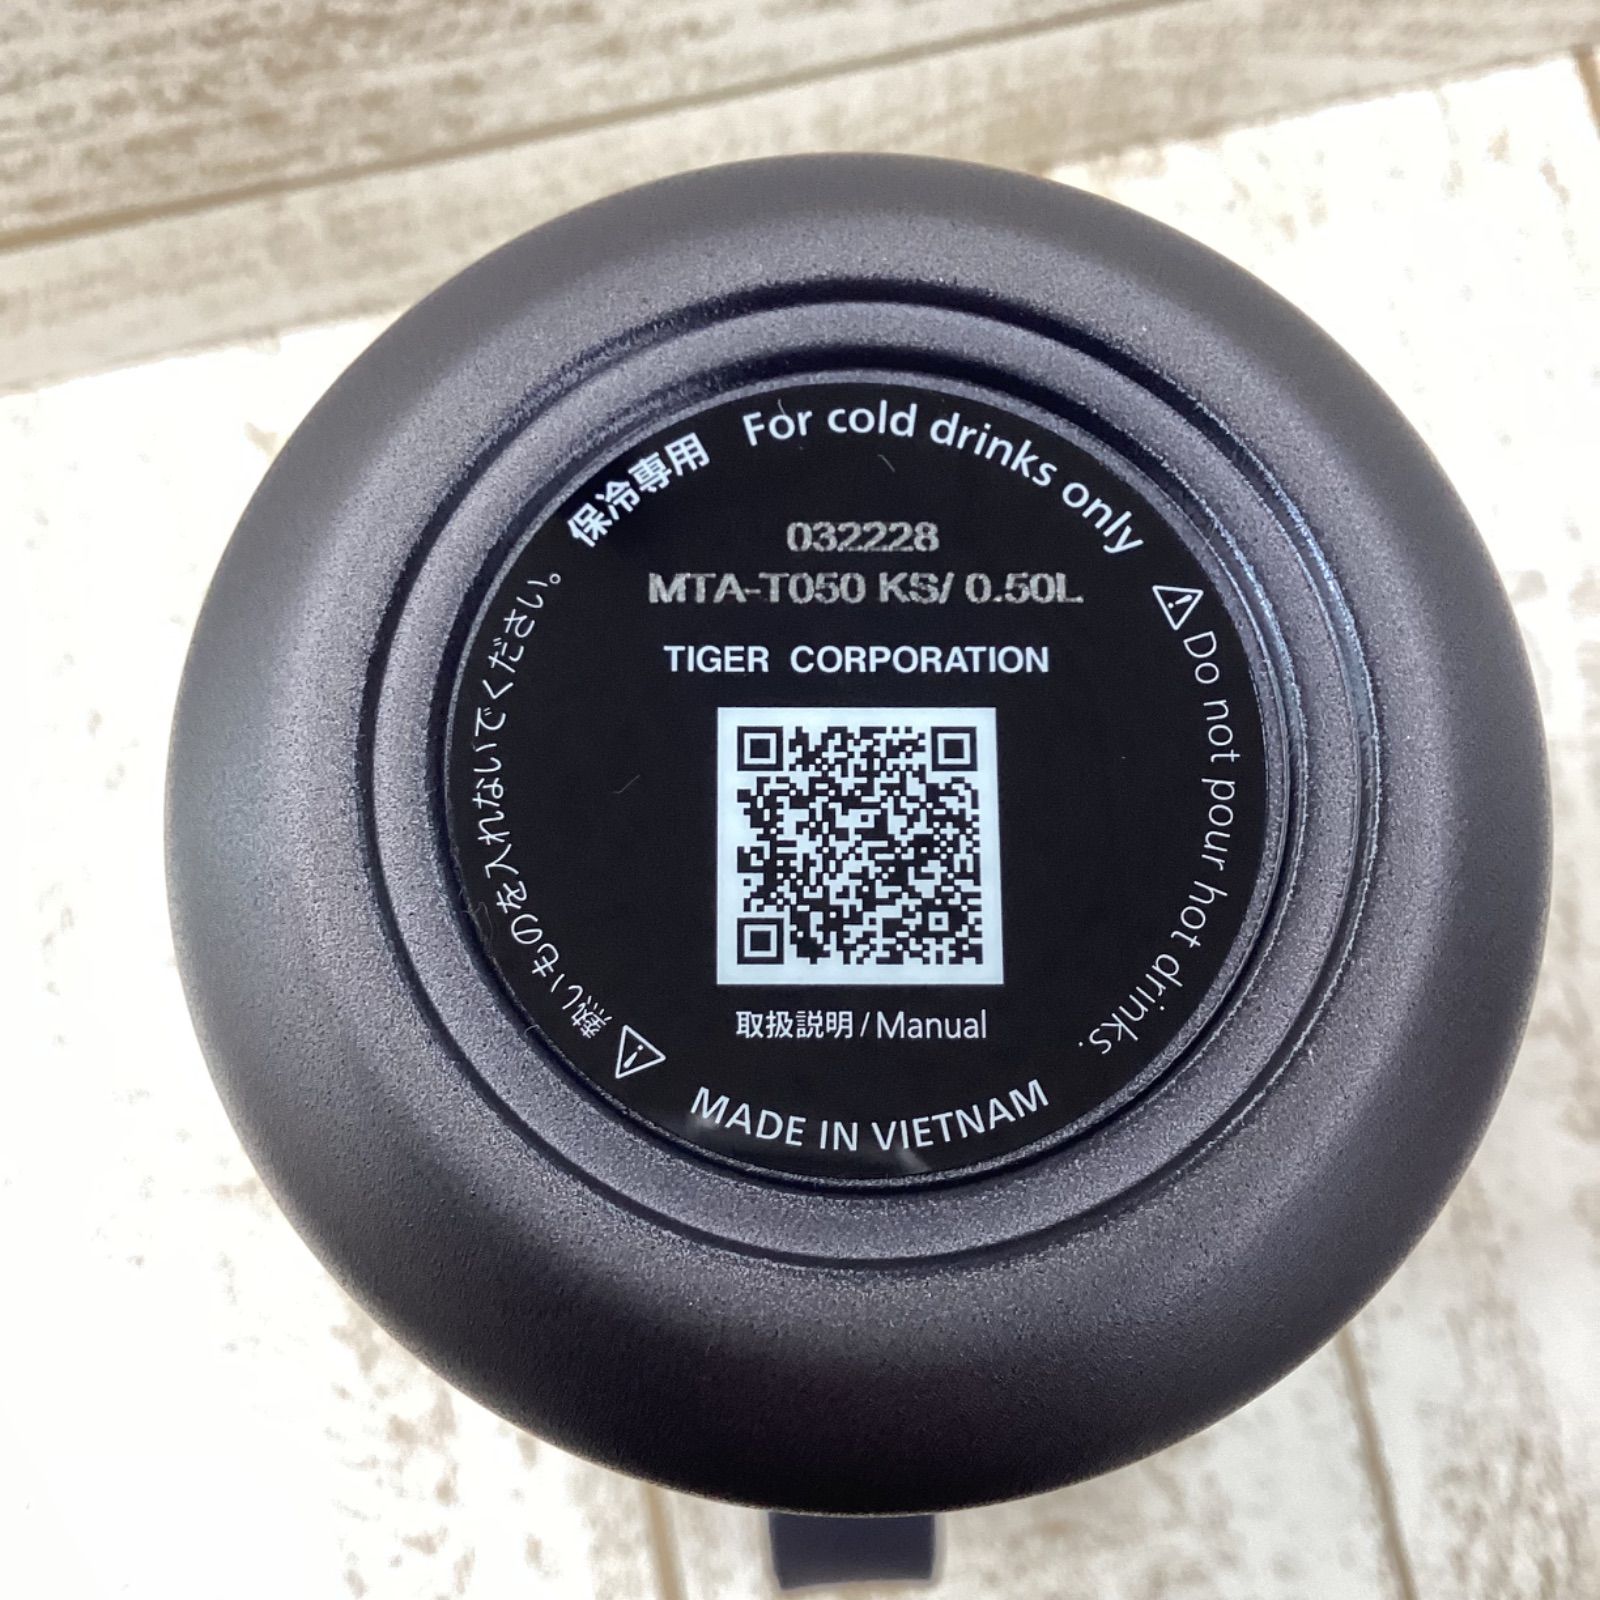 保冷専用 For cold drinks only
032228
MTA-T050 KS/ 0.50L
TIGER CORPORATION
⚠Do not pour hot drinks.
⚠熱いものを入れないでください。
取扱説明/Manual
MADE IN VIETNAM